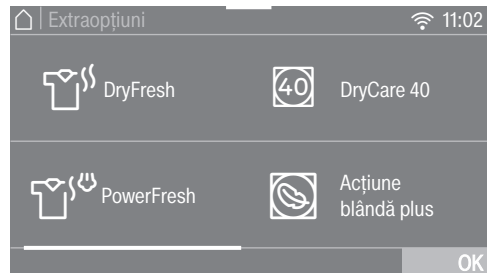 Extraopțiuni 11:02
DryFresh
40 DryCare 40
PowerFresh
Acțiune
blândă plus
OK